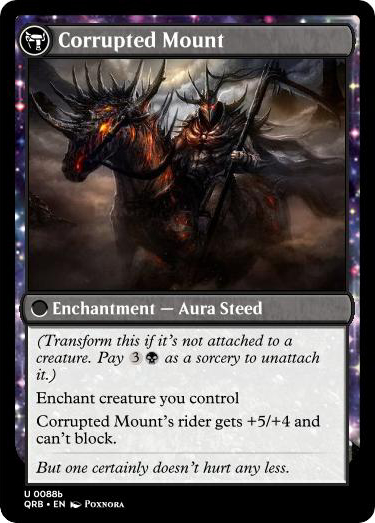 Corrupted Mount
Enchantment — Aura Steed
(Transform this if it's not attached to a
creature. Pay 3 as a sorcery to unattach
it.)
Enchant creature you control
Corrupted Mount's rider gets +5/+4 and
can't block.
But one certainly doesn't hurt any less.
U 0088b
QRB • EN Poxnora